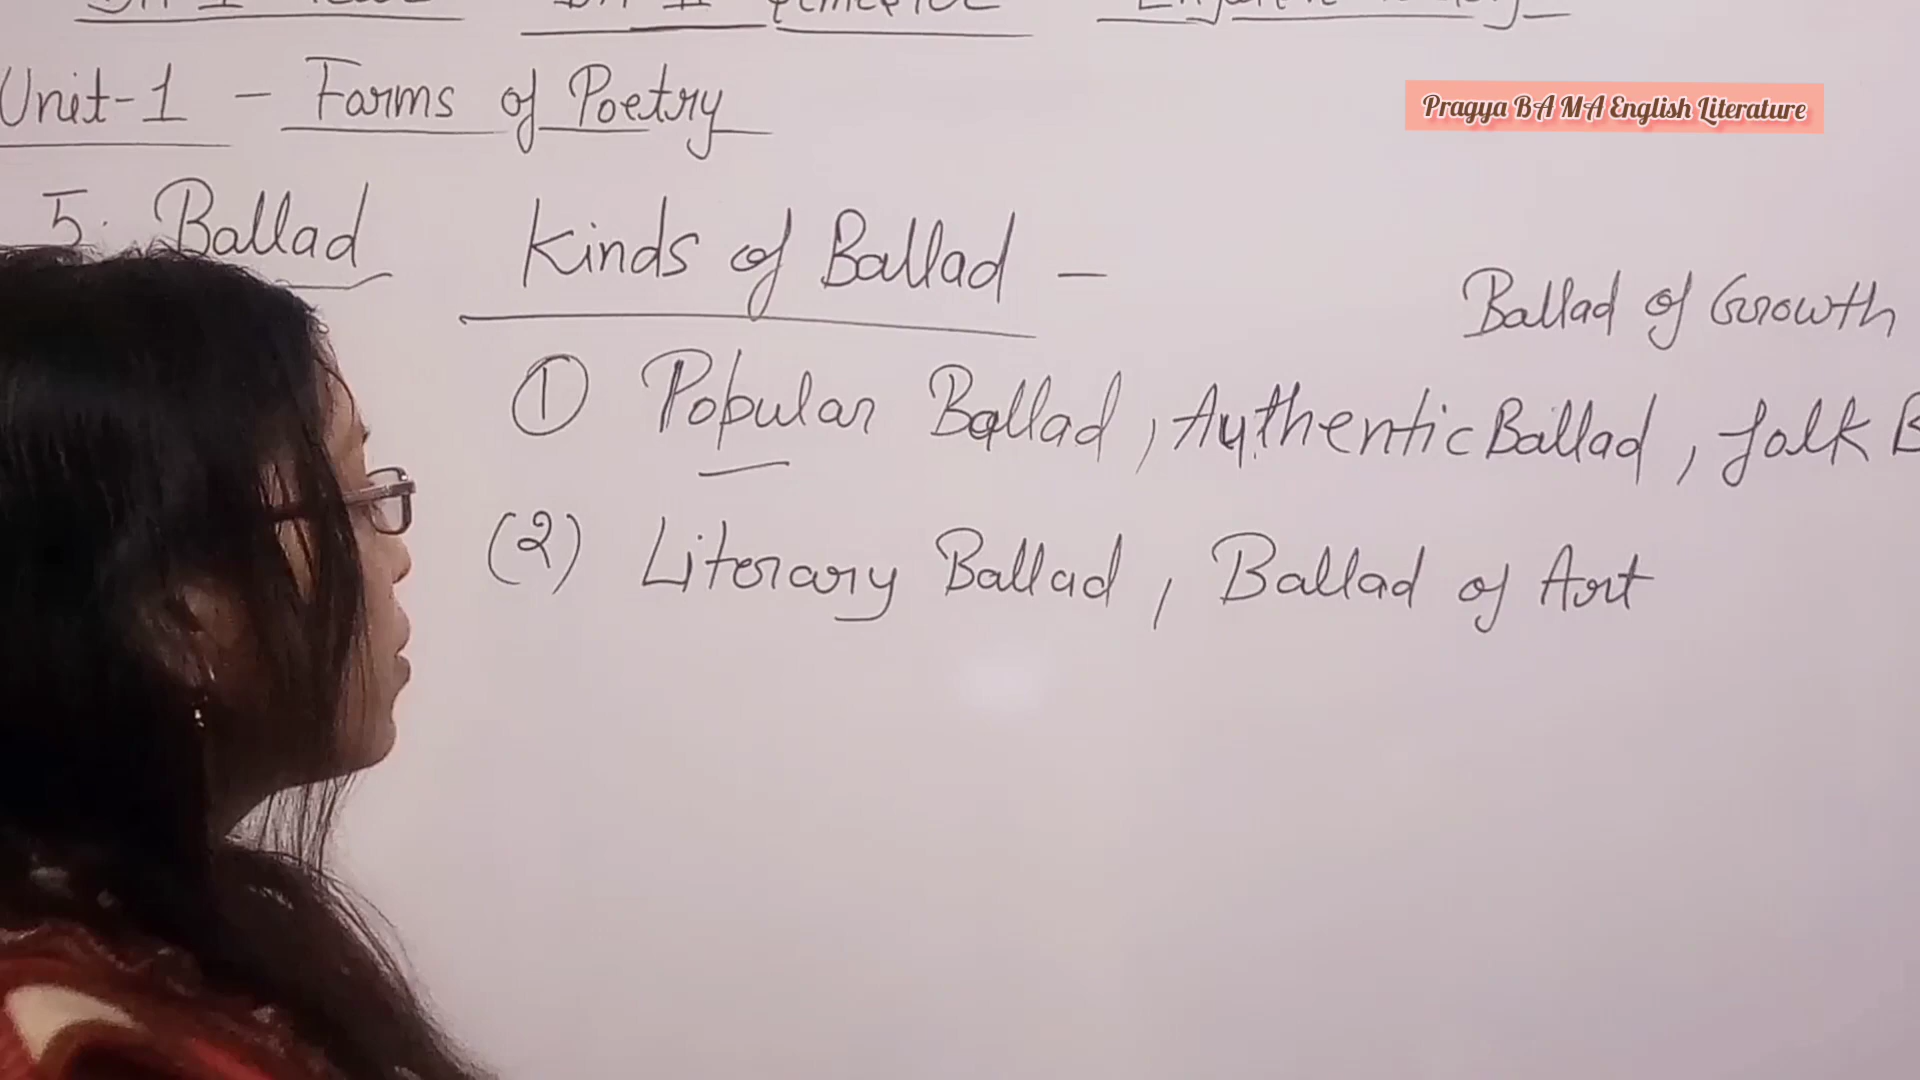 Unit-1 - Forms of Poetry
Pragya BA MA English Literature
5. Ballad
Kinds of Ballad -
Ballad of Growth
① Popular Ballad, Authentic Ballad, folk B
(2) Literary Ballad, Ballad of Art